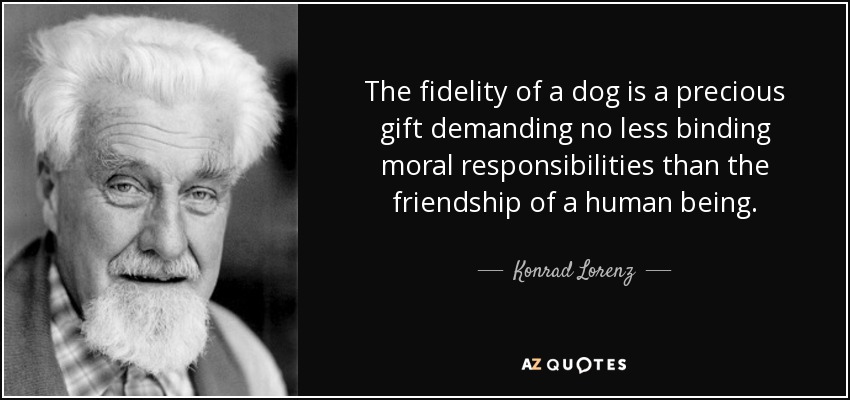 The fidelity of a dog is a precious
gift demanding no less binding
moral responsibilities than the
friendship of a human being.
Konrad Lorenz
AZ QUOTES